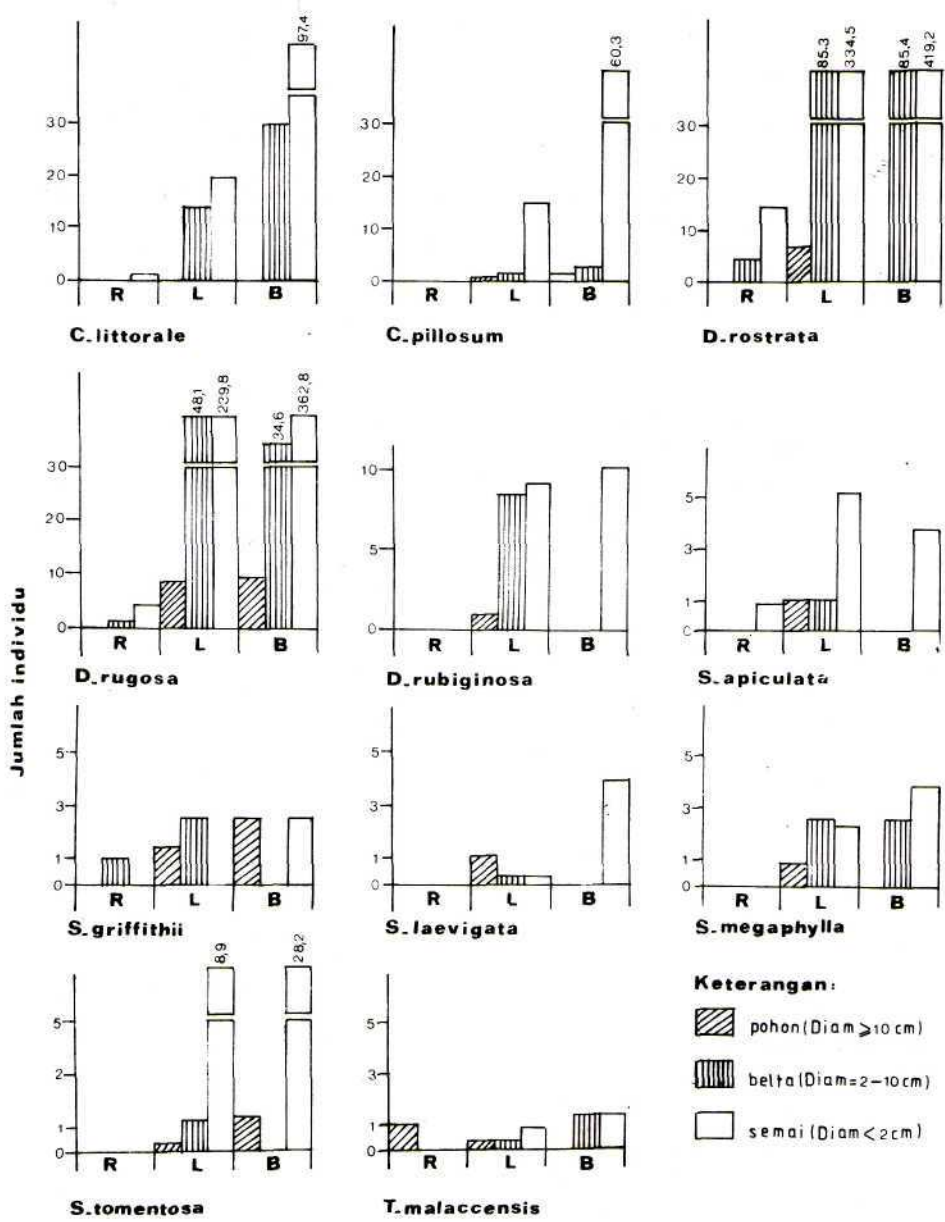 97,4
30
20
10
0
R L B
C.littorale
60,3
30
20
10
0
R L B
C.pillosum
85.3 334,5 85,4 419,2
30
20
10
0
R L B
D.rostrata
Jumlah individu
48,1 239,8 34,6 362,8
30
20
10
0
R L B
D.rugosa
10
5
0
R L B
D.rubiginosa
5
3
1
0
R L B
S.apiculata
5
3
1
0
R L B
S.griffithii
5
3
1
0
R L B
S.laevigata
5
3
1
0
R L B
S.megaphylla
8,9 28,2
5
2
1
0
R L B
S.tomentosa
5
3
1
0
R L B
T.malaccensis
Keterangan:
pohon(Diam ⩾10 cm)
belta(Diam=2-10cm)
semai(Diam<2cm)